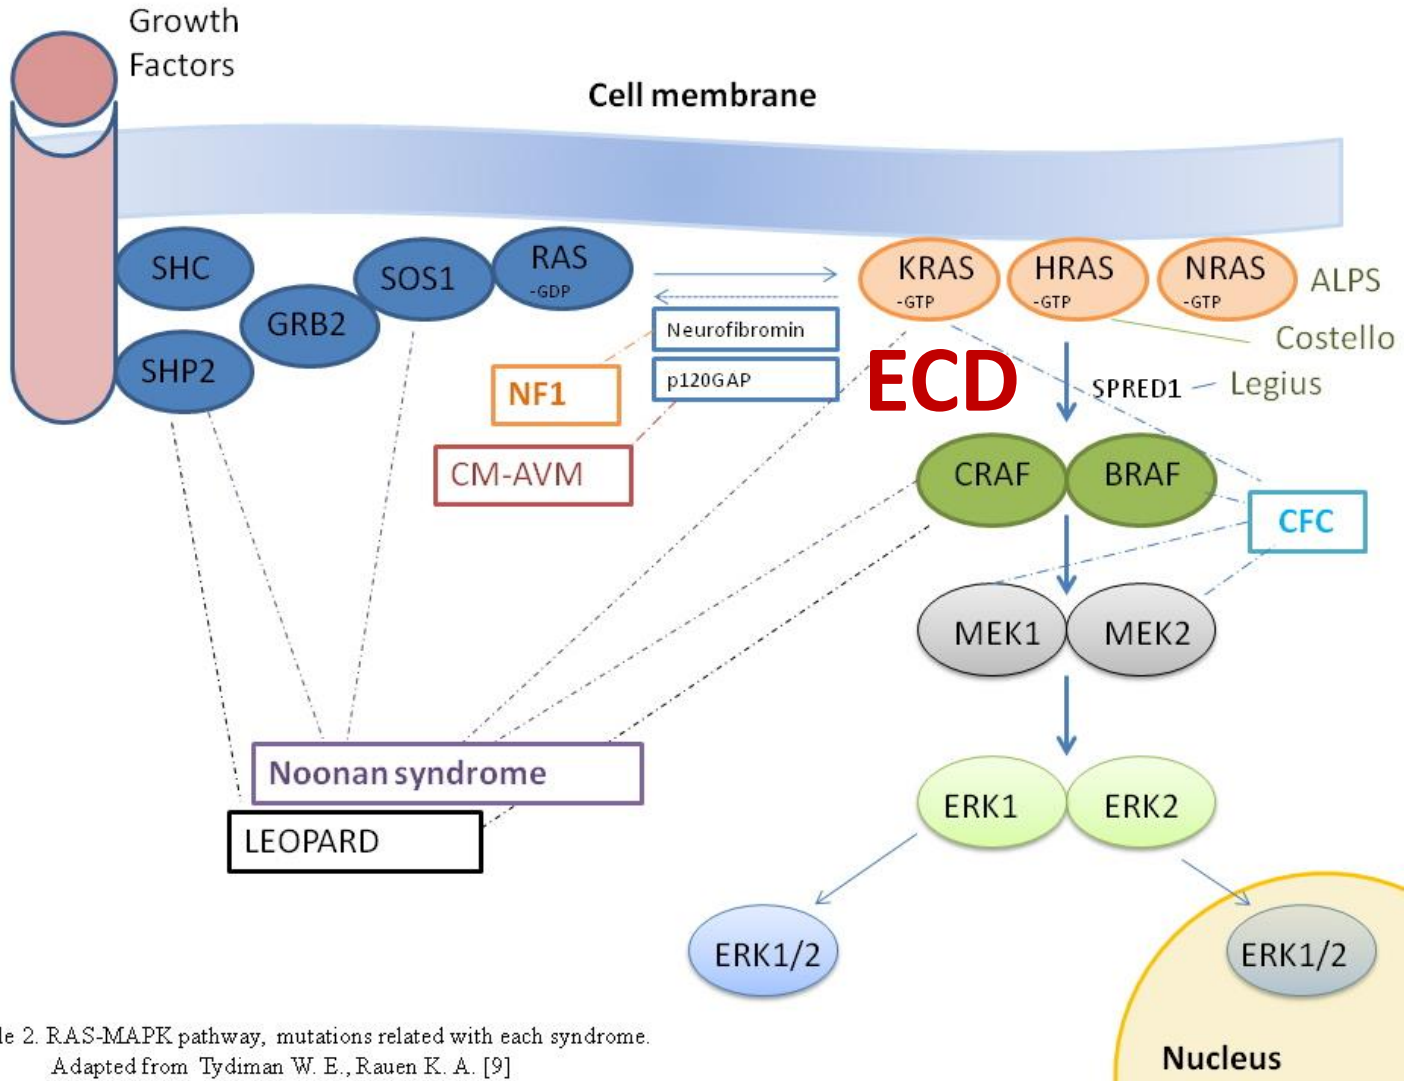 Growth
Factors
Cell membrane
SHC
SHP2
GRB2
SOS1
RAS
-GDP
KRAS
-GTP
HRAS
-GTP
NRAS
-GTP
ALPS
Costello
Neurofibromin
p120GAP
NF1
CM-AVM
ECD
SPRED1
Legius
CRAF
BRAF
CFC
MEK1
MEK2
Noonan syndrome
LEOPARD
ERK1
ERK2
ERK1/2
ERK1/2
Nucleus
le 2. RAS-MAPK pathway, mutations related with each syndrome.
Adapted from Tydiman W. E., Rauen K. A. [9]